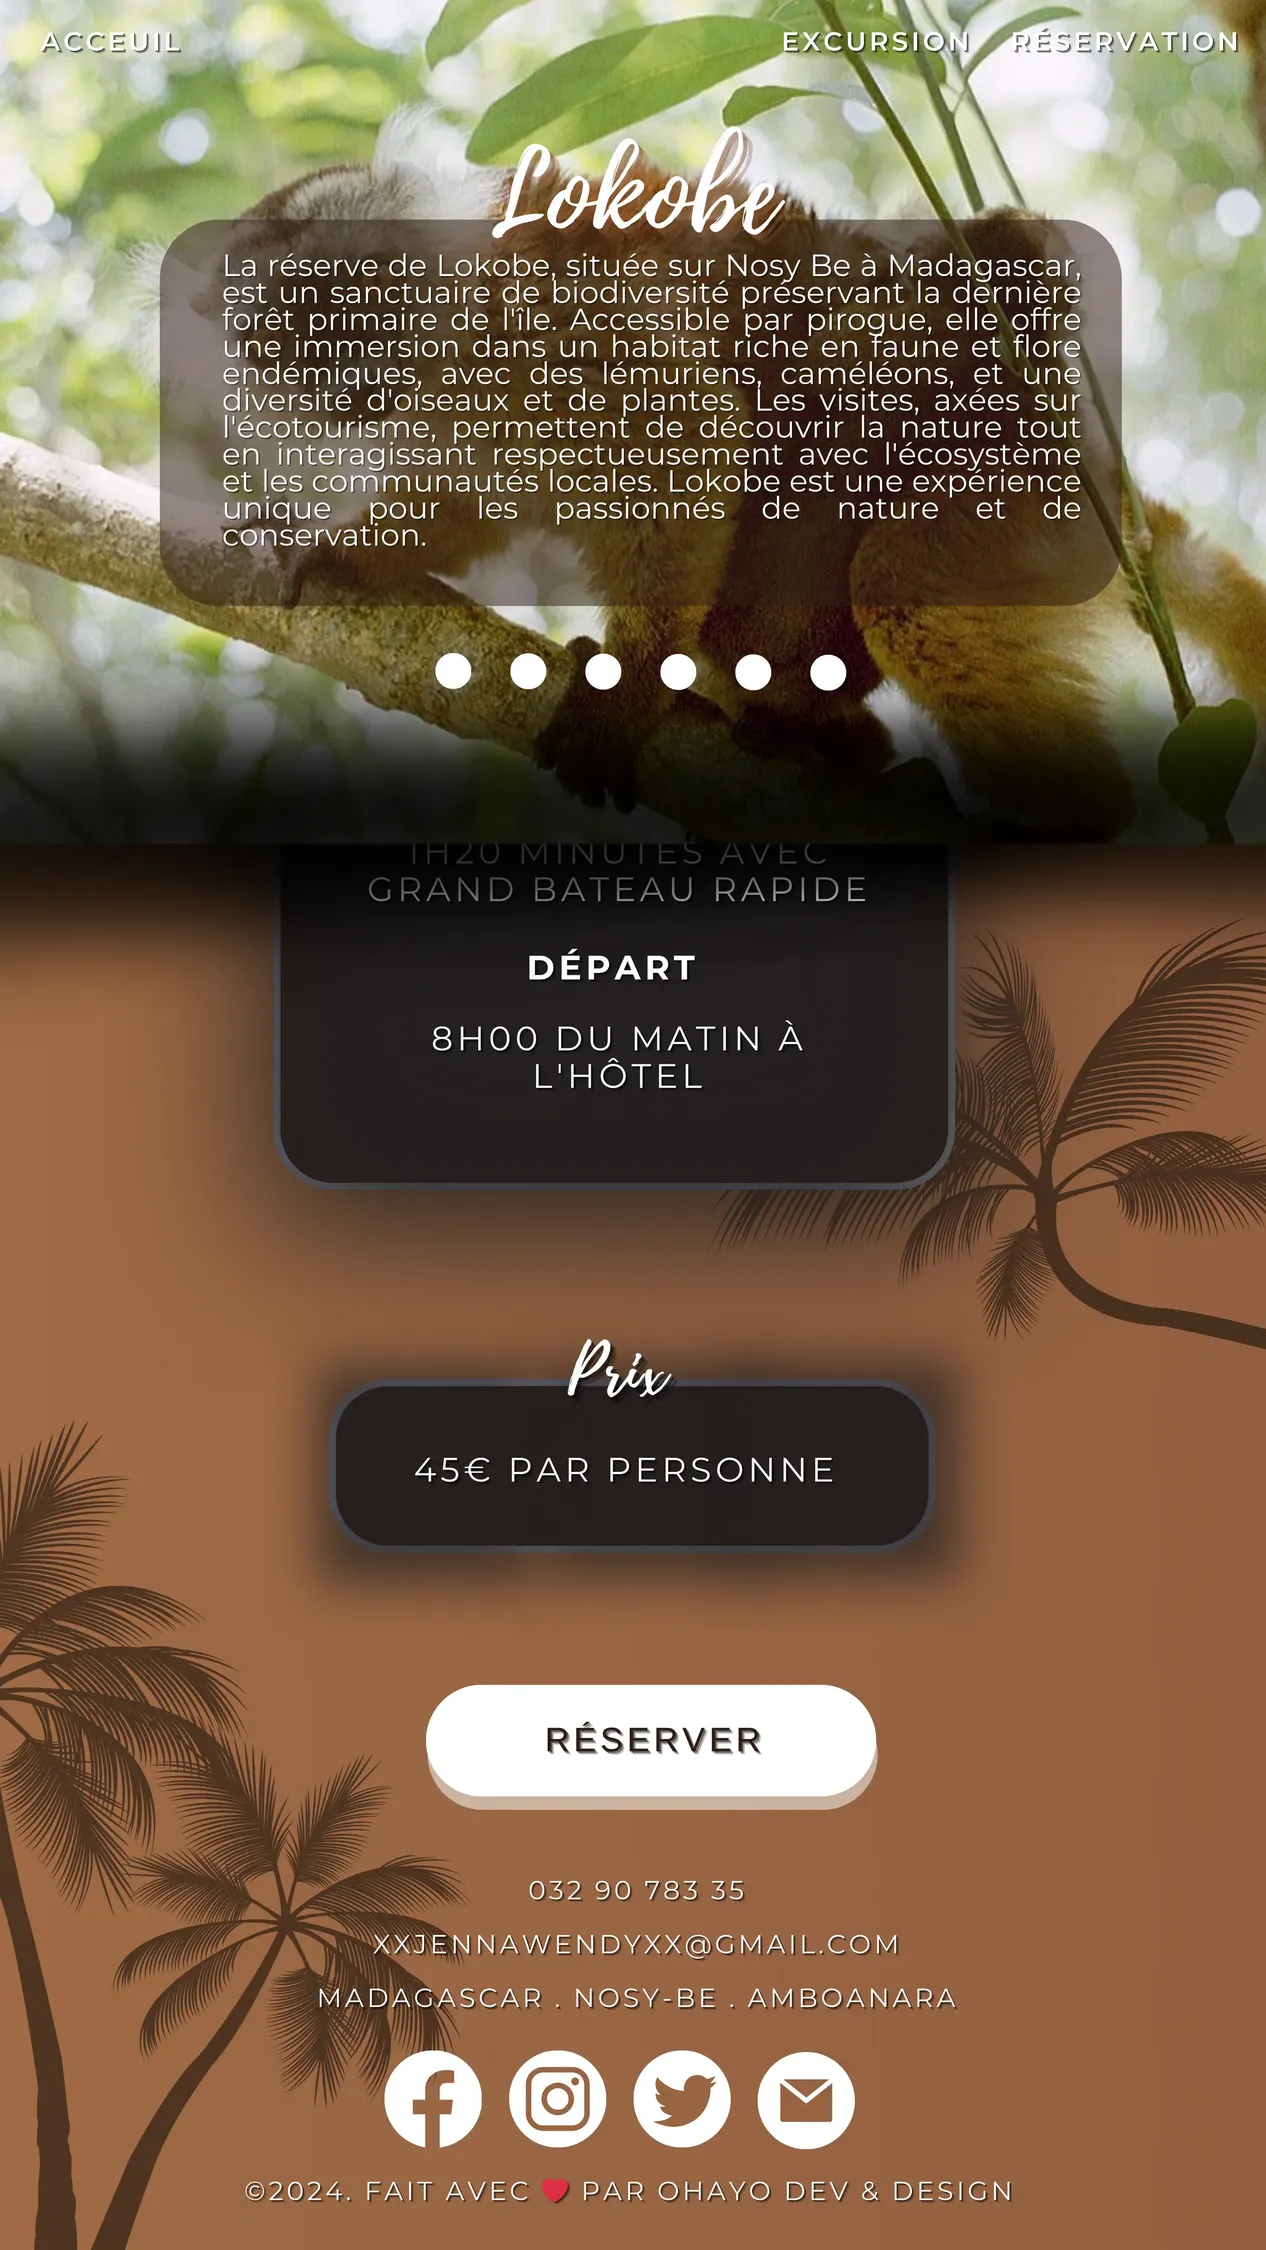 ACCEUIL
EXCURSION
RÉSERVATION
Lokobe
La réserve de Lokobe, située sur Nosy Be à Madagascar,
est un sanctuaire de biodiversité préservant la dernière
forêt primaire de l'île. Accessible par pirogue, elle offre
une immersion dans un habitat riche en faune et flore
endémiques, avec des lémuriens, caméléons, et une
diversité d'oiseaux et de plantes. Les visites, axées sur
l'écotourisme, permettent de découvrir la nature tout
en interagissant respectueusement avec l'écosystème
et les communautés locales. Lokobe est une expérience
unique pour les passionnés de nature et de
conservation.
1H20 MINUTES AVEC
GRAND BATEAU RAPIDE
DÉPART
8H00 DU MATIN À
L'HÔTEL
Prix
45€ PAR PERSONNE
RÉSERVER
032 90 783 35
XXJENNAWENDYXX@GMAIL.COM
MADAGASCAR . NOSY-BE . AMBOANARA
©2024. FAIT AVEC ❤️ PAR OHAYO DEV & DESIGN